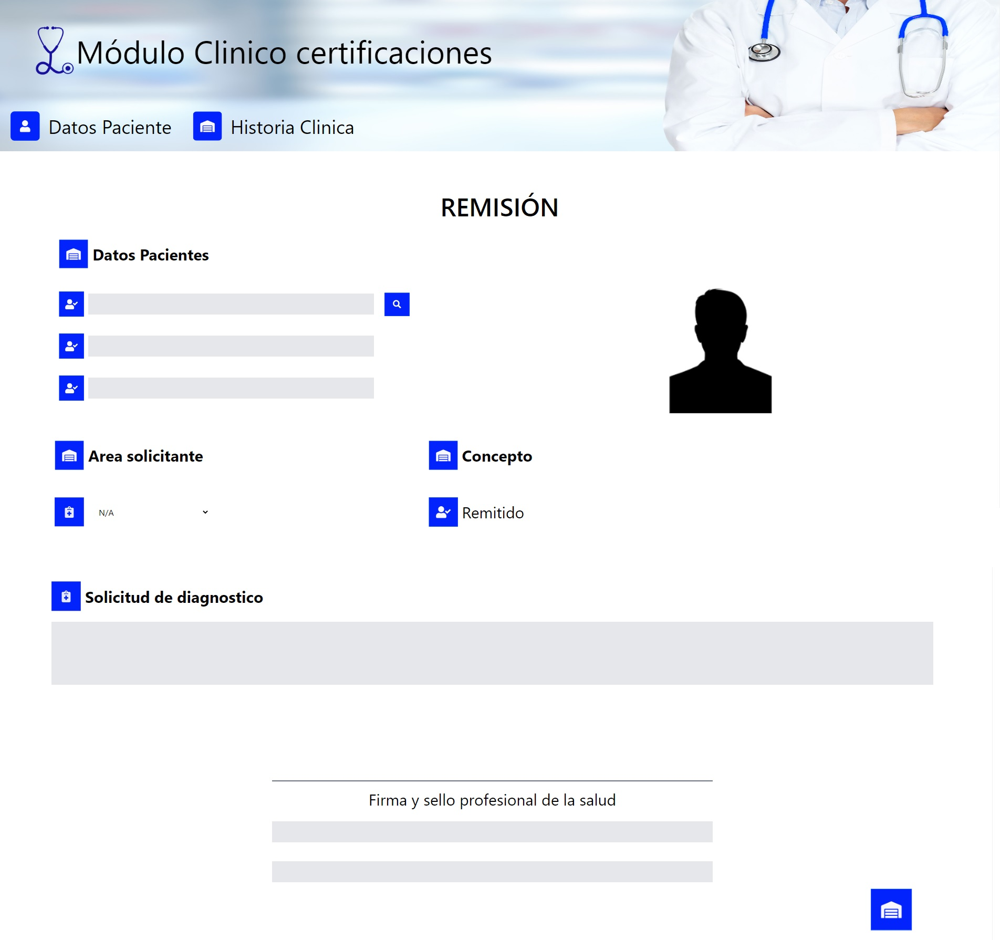 Módulo Clinico certificaciones
Datos Paciente
Historia Clinica
REMISIÓN
Datos Pacientes
Area solicitante
Concepto
N/A
Remitido
Solicitud de diagnostico
Firma y sello profesional de la salud